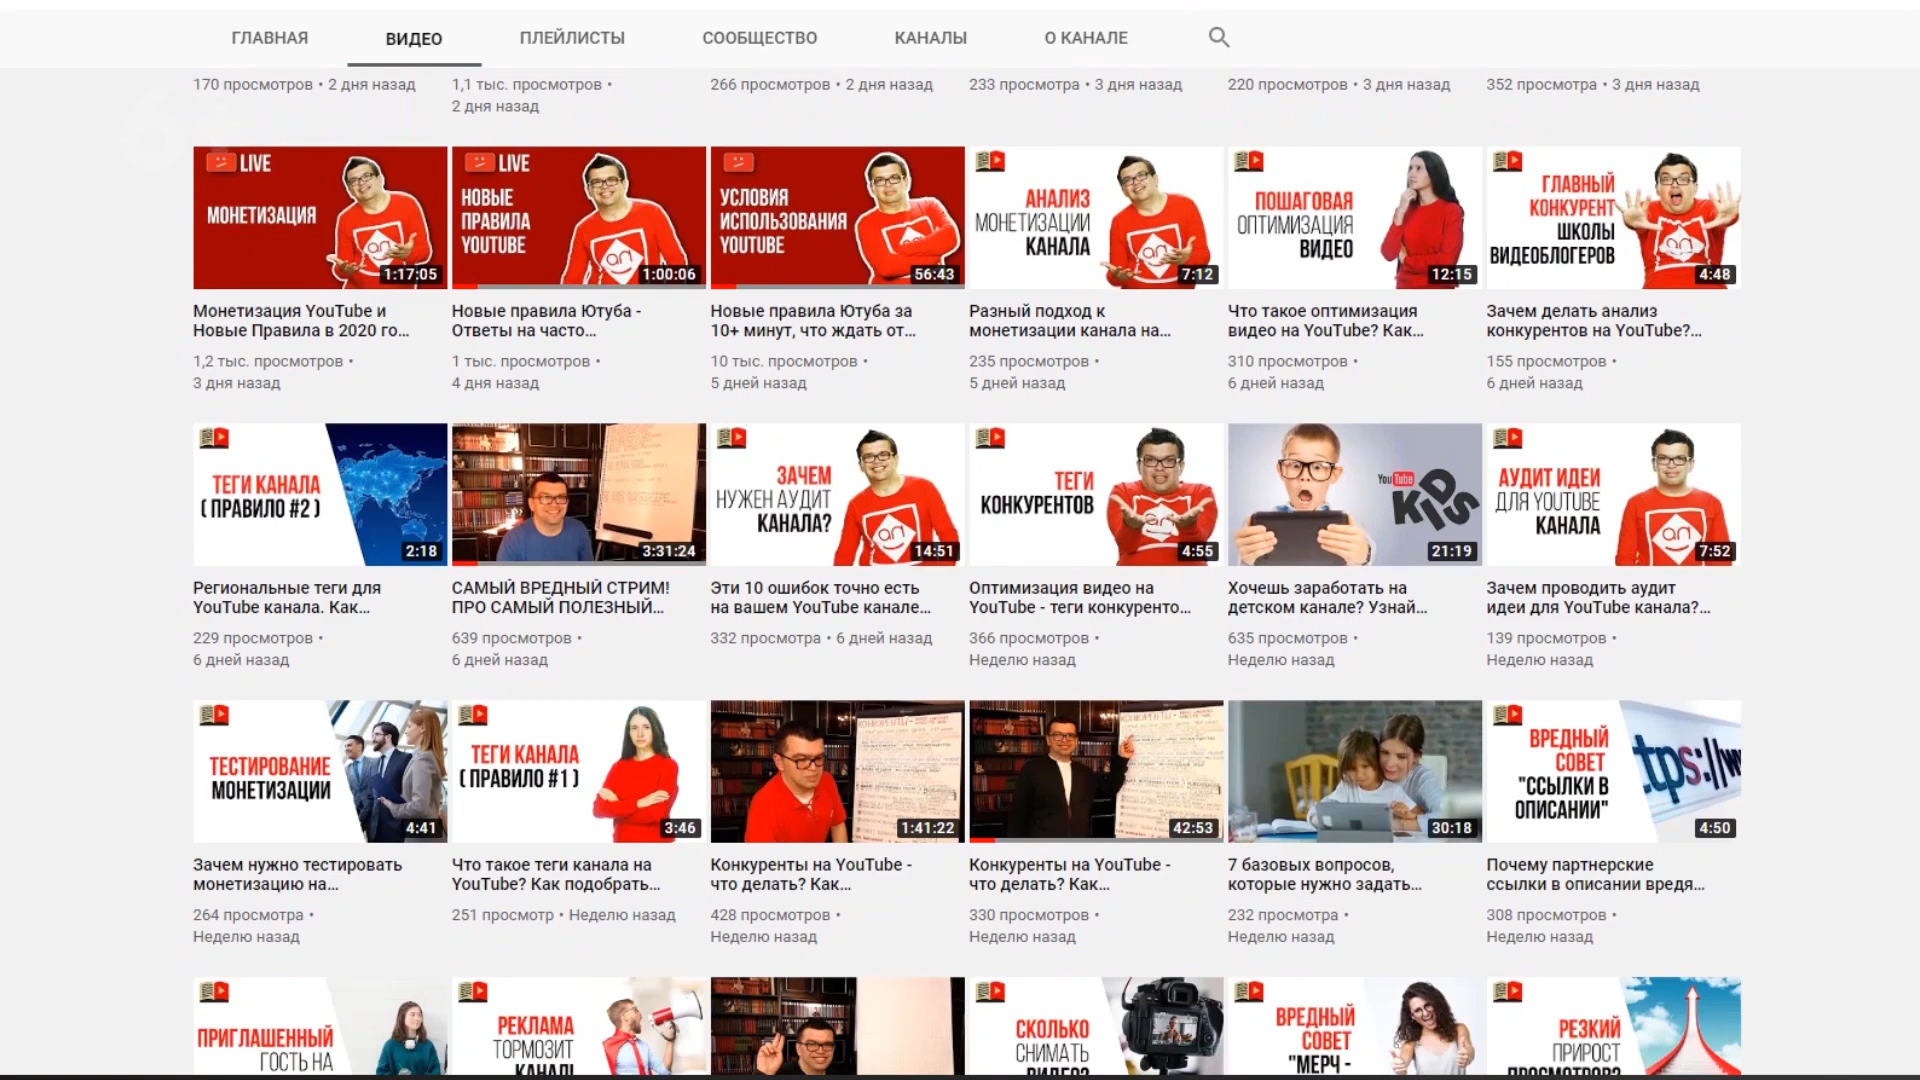 ГЛАВНАЯ ВИДЕО ПЛЕЙЛИСТЫ СООБЩЕСТВО КАНАЛЫ О КАНАЛЕ
170 просмотров • 2 дня назад
1,1 тыс. просмотров •
2 дня назад
266 просмотров • 2 дня назад
233 просмотра • 3 дня назад
220 просмотров • 3 дня назад
352 просмотра • 3 дня назад
LIVE
МОНЕТИЗАЦИЯ
1:17:05
Монетизация YouTube и
Новые Правила в 2020 го...
1,2 тыс. просмотров •
3 дня назад
LIVE
НОВЫЕ
ПРАВИЛА
YOUTUBE
1:00:06
Новые правила Ютуба -
Ответы на часто...
1 тыс. просмотров •
4 дня назад
УСЛОВИЯ
ИСПОЛЬЗОВАНИЯ
YOUTUBE
56:43
Новые правила Ютуба за
10+ минут, что ждать от...
10 тыс. просмотров •
5 дней назад
АНАЛИЗ
МОНЕТИЗАЦИИ
КАНАЛА
7:12
Разный подход к
монетизации канала на...
235 просмотров •
5 дней назад
ПОШАГОВАЯ
ОПТИМИЗАЦИЯ
ВИДЕО
12:15
Что такое оптимизация
видео на YouTube? Как...
310 просмотров •
6 дней назад
ГЛАВНЫЙ
КОНКУРЕНТ
ШКОЛЫ
ВИДЕОБЛОГЕРОВ
4:48
Зачем делать анализ
конкурентов на YouTube?...
155 просмотров •
6 дней назад
ТЕГИ КАНАЛА
( ПРАВИЛО #2 )
2:18
Региональные теги для
YouTube канала. Как...
229 просмотров •
6 дней назад
3:31:24
САМЫЙ ВРЕДНЫЙ СТРИМ!
ПРО САМЫЙ ПОЛЕЗНЫЙ...
639 просмотров •
6 дней назад
ЗАЧЕМ
НУЖЕН АУДИТ
КАНАЛА?
14:51
Эти 10 ошибок точно есть
на вашем YouTube канале...
332 просмотра • 6 дней назад
ТЕГИ
КОНКУРЕНТОВ
4:55
Оптимизация видео на
YouTube - теги конкуренто...
366 просмотров •
Неделю назад
YouTube
KIDS
21:19
Хочешь заработать на
детском канале? Узнай...
635 просмотров •
Неделю назад
АУДИТ ИДЕИ
ДЛЯ YOUTUBE
КАНАЛА
7:52
Зачем проводить аудит
идеи для YouTube канала?...
139 просмотров •
Неделю назад
ТЕСТИРОВАНИЕ
МОНЕТИЗАЦИИ
4:41
Зачем нужно тестировать
монетизацию на...
264 просмотра •
Неделю назад
ТЕГИ КАНАЛА
( ПРАВИЛО #1 )
3:46
Что такое теги канала на
YouTube? Как подобрать...
251 просмотр • Неделю назад
КОНКУРЕНТЫ
1:41:22
Конкуренты на YouTube -
что делать? Как...
428 просмотров •
Неделю назад
КОНКУРЕНТЫ
42:53
Конкуренты на YouTube -
что делать? Как...
330 просмотров •
Неделю назад
30:18
7 базовых вопросов,
которые нужно задать...
232 просмотра •
Неделю назад
ВРЕДНЫЙ
СОВЕТ
"ССЫЛКИ В
ОПИСАНИИ"
ttps://w
4:50
Почему партнерские
ссылки в описании вредя...
308 просмотров •
Неделю назад
ПРИГЛАШЕННЫЙ
ГОСТЬ НА
РЕКЛАМА
ТОРМОЗИТ
КАНАЛ!
СКОЛЬКО
СНИМАТЬ
ВИДЕО?
ВРЕДНЫЙ
СОВЕТ
"МЕРЧ -
РЕЗКИЙ
ПРИРОСТ
ПРОСМОТРОВ?